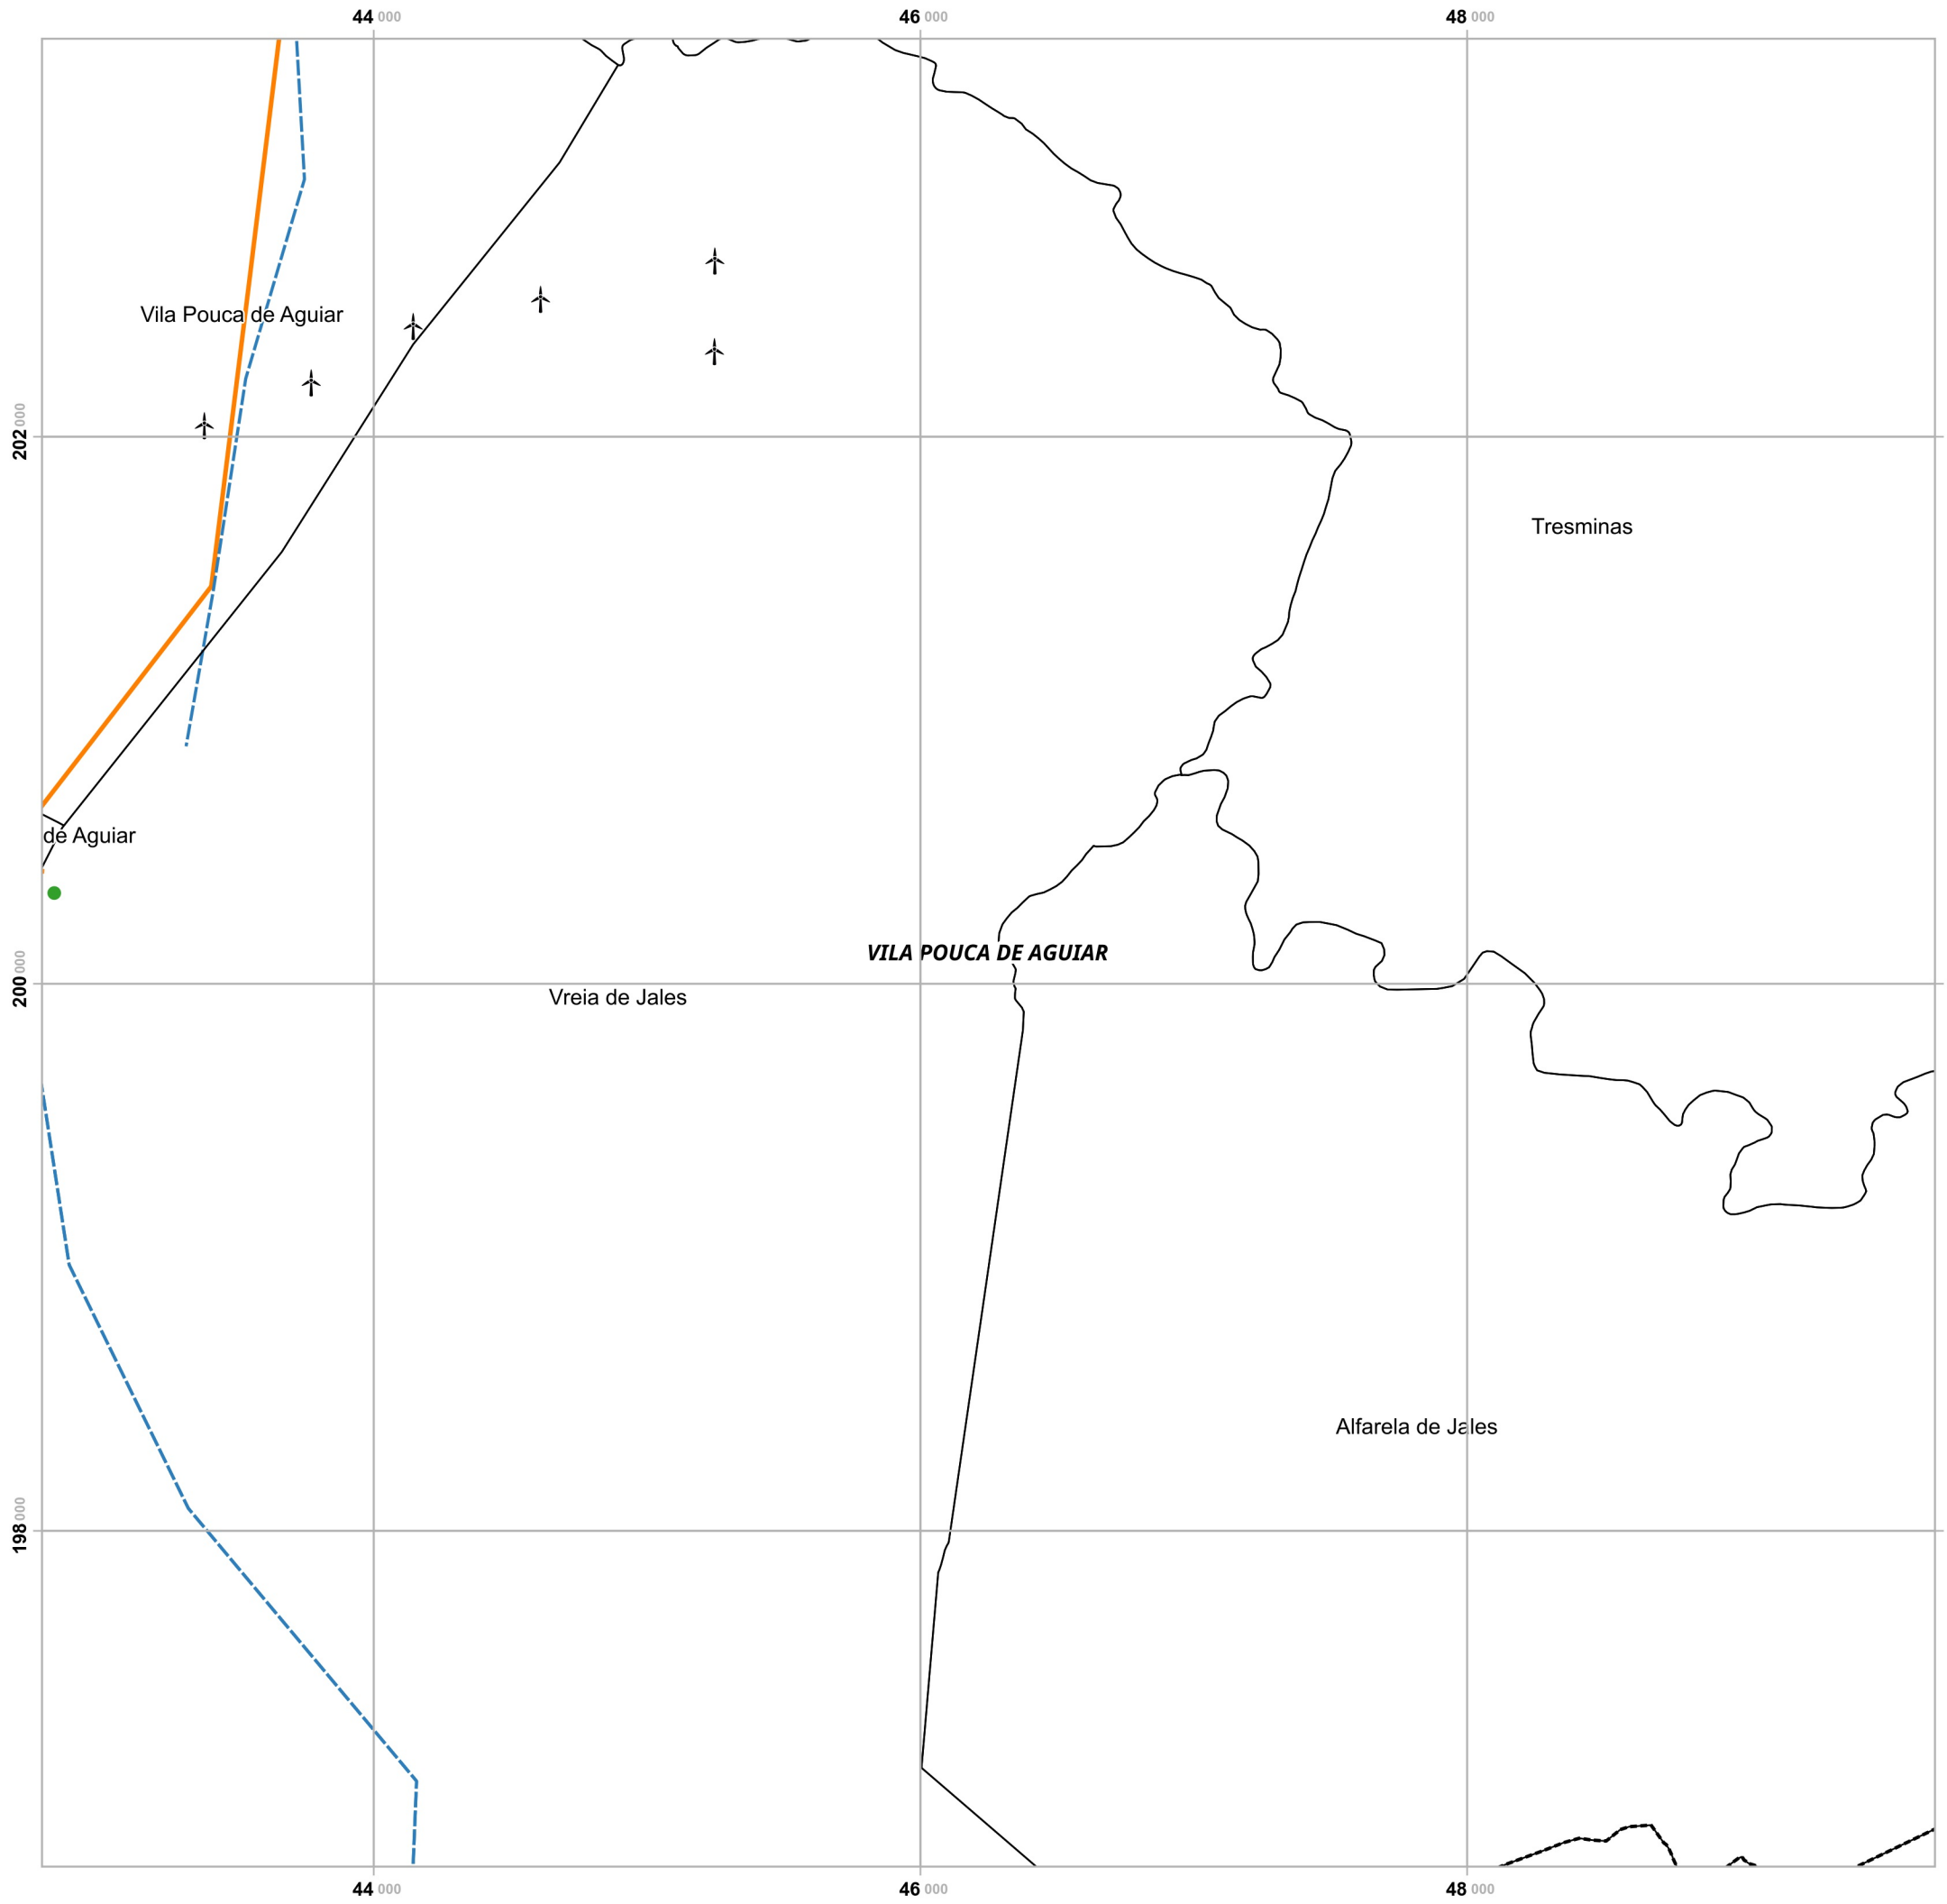 44 000
46 000
48 000
Vila Pouca de Aguiar
202 000
Tresminas
de Aguiar
VILA POUCA DE AGUIAR
200 000
Vreia de Jales
Alfarela de Jales
198 000
44 000
46 000
48 000